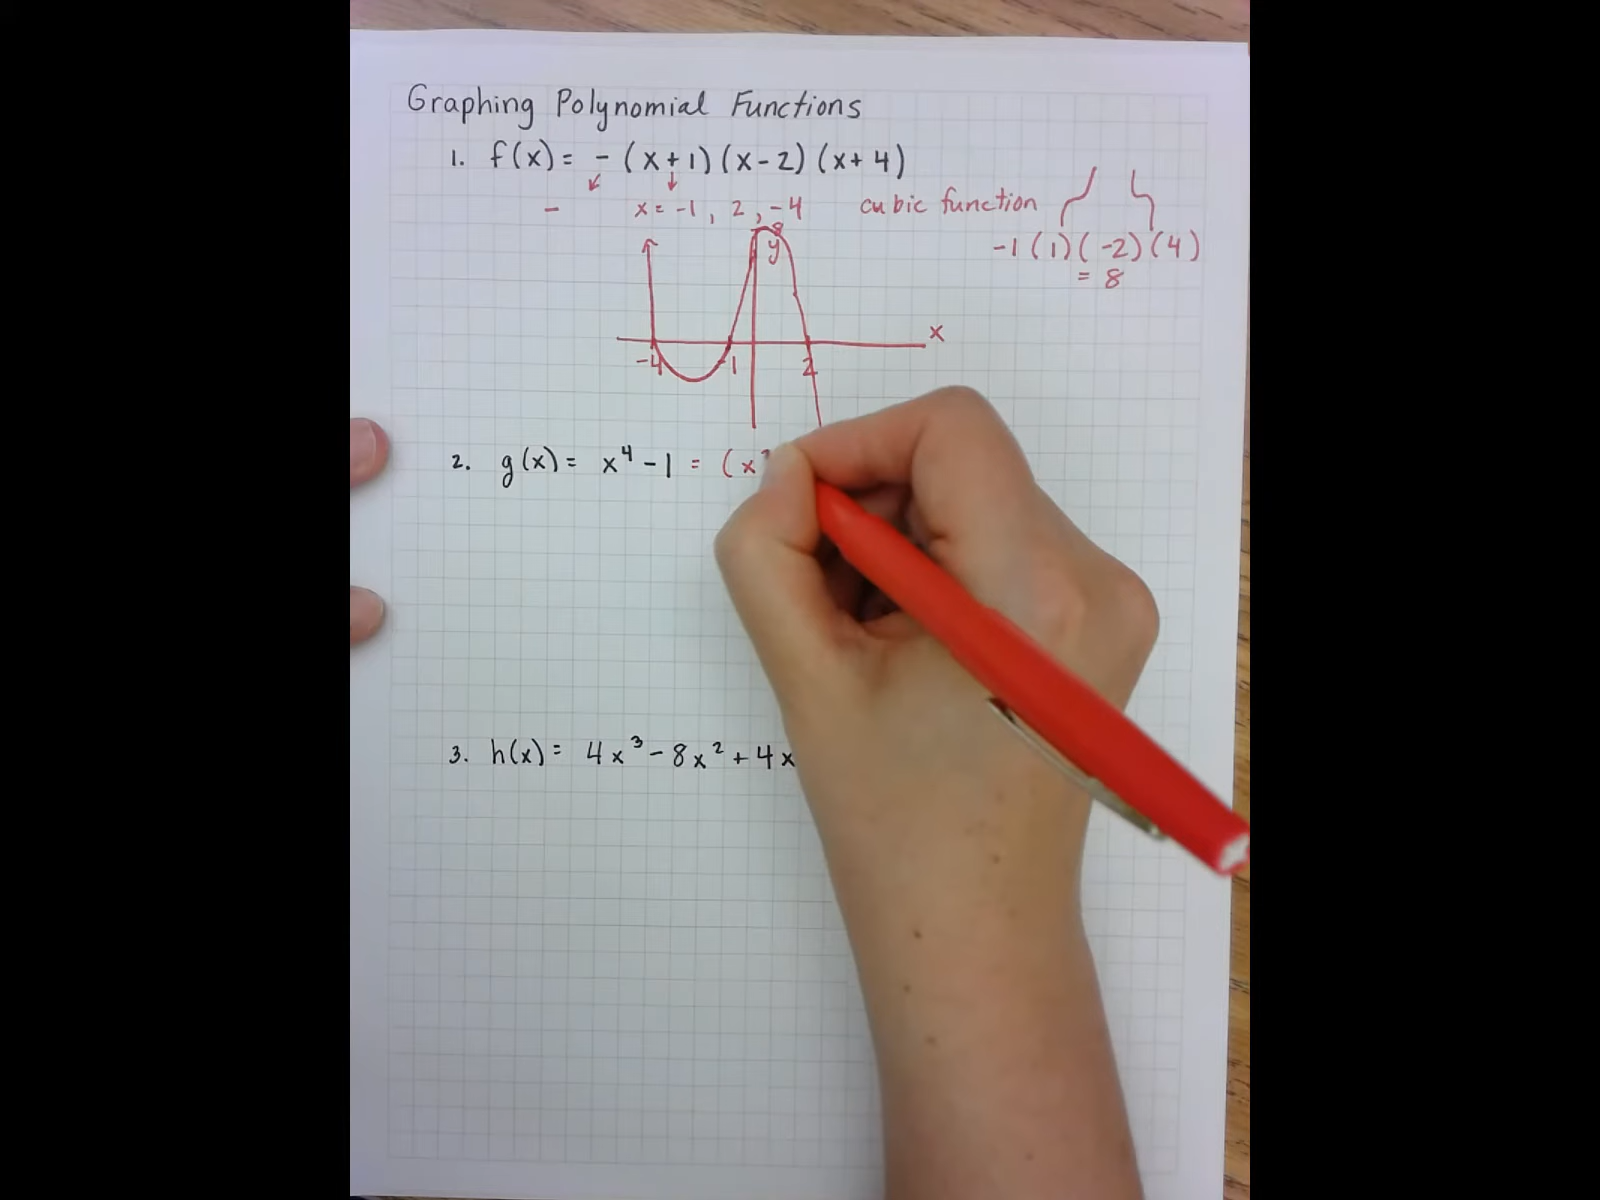 Graphing Polynomial Functions
1. f(x) = - (x+1)(x-2)(x+4)
- x = -1, 2, -4 cubic function
-1(1)(-2)(4)
= 8
8
y
x
-4 -1 2
2. g(x) = x⁴ - 1 = (x²
3. h(x) = 4x³ - 8x² + 4x